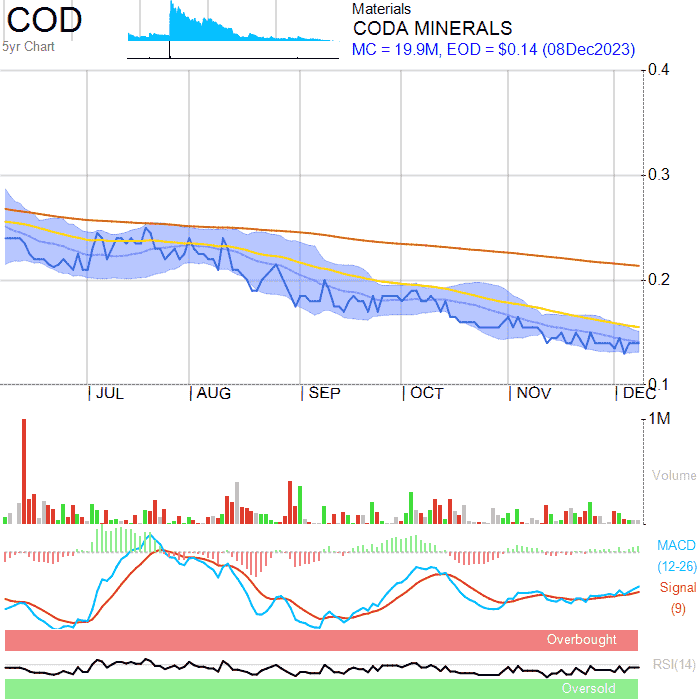 COD
5yr Chart
Materials
CODA MINERALS
MC = 19.9M, EOD = $0.14 (08Dec2023)
0.4
0.3
0.2
0.1
JUL AUG SEP OCT NOV DEC
1M
Volume
MACD
(12-26)
Signal
(9)
Overbought
RSI(14)
Oversold